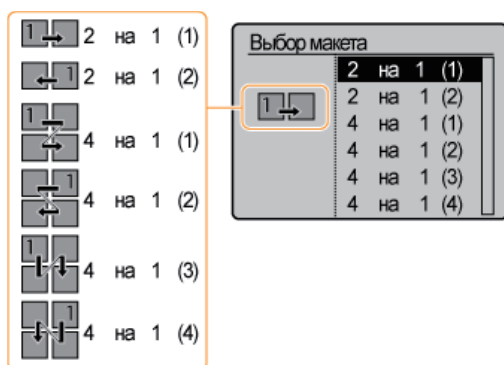 1 2 на 1 (1)
1 2 на 1 (2)
1 4 на 1 (1)
1 4 на 1 (2)
1 4 на 1 (3)
1 4 на 1 (4)
Выбор макета
1
2 на 1 (1)
2 на 1 (2)
4 на 1 (1)
4 на 1 (2)
4 на 1 (3)
4 на 1 (4)